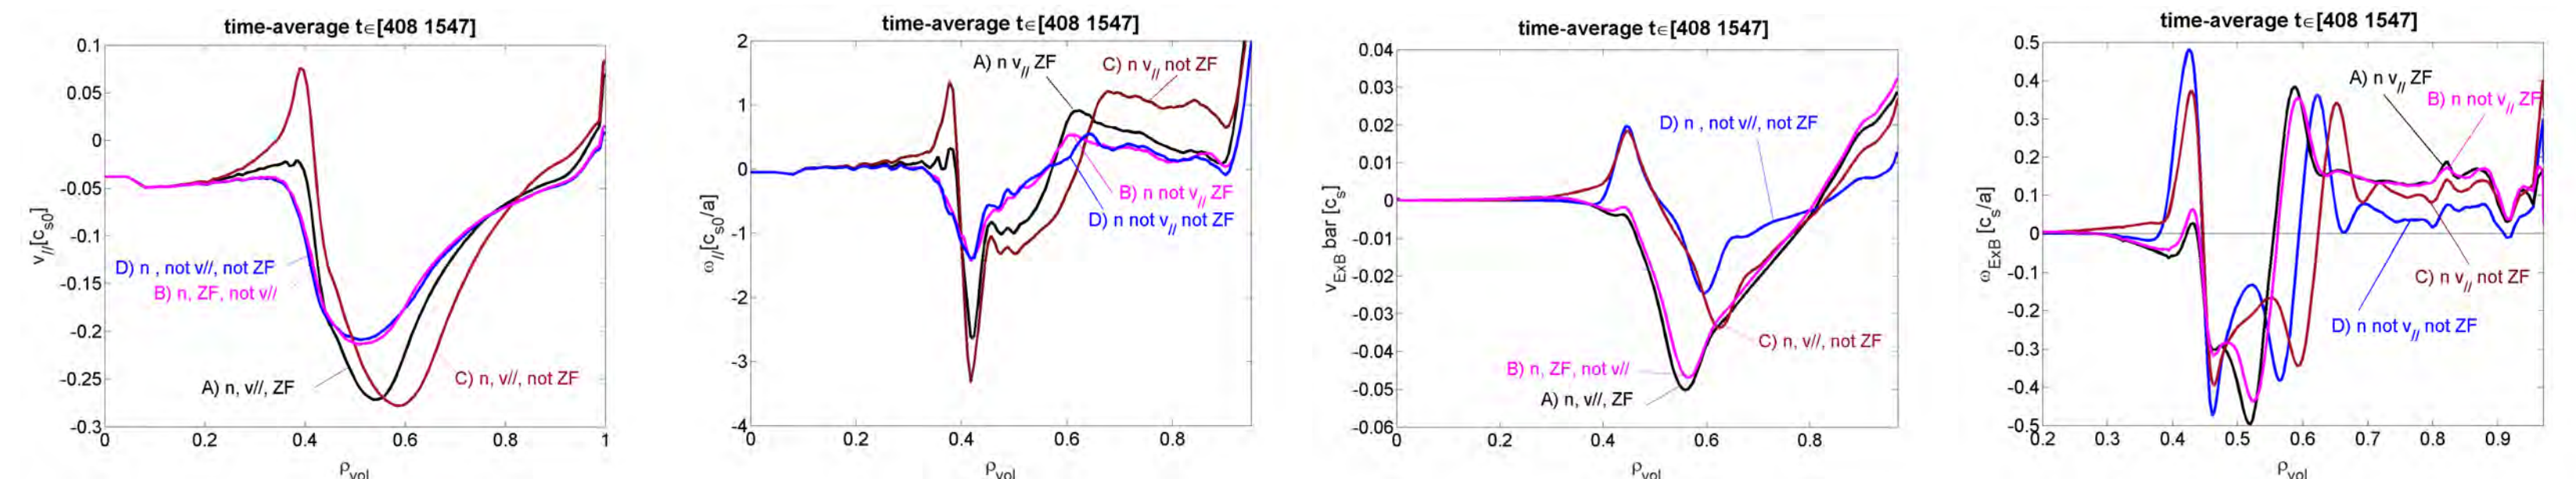 time-average t∈[408 1547]
0.1
0.05
0
-0.05
-0.1
-0.15
-0.2
-0.25
-0.3
v//[cs0]
D) n , not v//, not ZF
B) n, ZF, not v//
A) n, v//, ZF
C) n, v//, not ZF
0 0.2 0.4 0.6 0.8 1
ρvol
time-average t∈[408 1547]
2
1
0
-1
-2
-3
-4
ω//[cs0/a]
A) n v// ZF
C) n v// not ZF
B) n not v// ZF
D) n not v// not ZF
0 0.2 0.4 0.6 0.8
ρvol
time-average t∈[408 1547]
0.04
0.03
0.02
0.01
0
-0.01
-0.02
-0.03
-0.04
-0.05
-0.06
vExB bar [cs]
D) n , not v//, not ZF
C) n, v//, not ZF
B) n, ZF, not v//
A) n, v//, ZF
0 0.2 0.4 0.6 0.8
ρvol
time-average t∈[408 1547]
0.5
0.4
0.3
0.2
0.1
0
-0.1
-0.2
-0.3
-0.4
-0.5
ωExB [cs/a]
A) n v// ZF
B) n not v// ZF
C) n v// not ZF
D) n not v// not ZF
0.2 0.3 0.4 0.5 0.6 0.7 0.8 0.9
ρvol